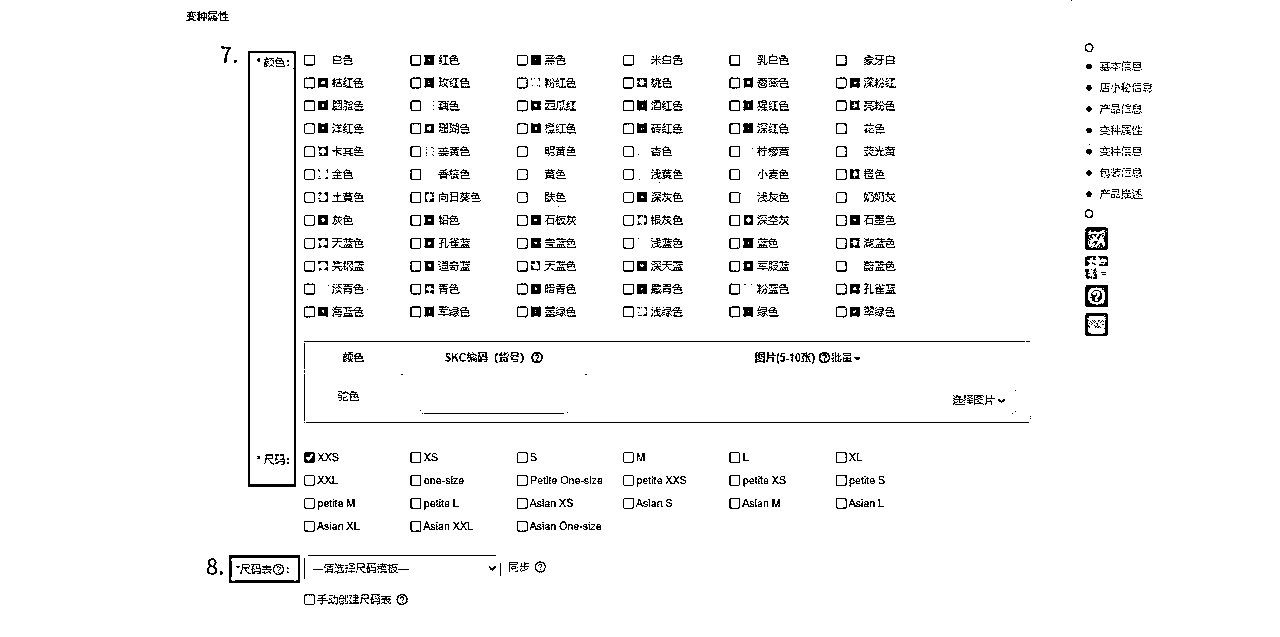 变种属性
7.
*颜色: 白色 红色 黑色 米白色 乳白色 象牙白
桔红色 玫红色 粉红色 桃色 蔷薇色 深粉红
胭脂色 藕色 西瓜红 酒红色 猩红色 亮粉色
洋红色 珊瑚色 橙红色 砖红色 深红色 花色
卡其色 姜黄色 明黄色 杏色 柠檬黄 荧光黄
金色 香槟色 黄色 浅黄色 小麦色 橙色
土黄色 向日葵色 肤色 深灰色 浅灰色 奶奶灰
灰色 铅色 石板灰 银灰色 深空灰 石墨色
天蓝色 孔雀蓝 宝蓝色 浅蓝色 蓝色 湖蓝色
亮钢蓝 道奇蓝 天蓝色 深天蓝 军服蓝 蔚蓝色
淡青色 青色 暗青色 墨青色 粉蓝色 孔雀蓝
海蓝色 军绿色 墨绿色 浅绿色 绿色 翠绿色
颜色 SKC编码（货号） 图片(5-10张) 批量
驼色 选择图片
*尺码: XXS XS S M L XL
XXL one-size Petite One-size petite XXS petite XS petite S
petite M petite L Asian XS Asian S Asian M Asian L
Asian XL Asian XXL Asian One-size
8.
*尺码表: —请选择尺码模板— 同步
手动创建尺码表
基本信息
店小秘信息
产品信息
变种属性
变种信息
包装信息
产品描述